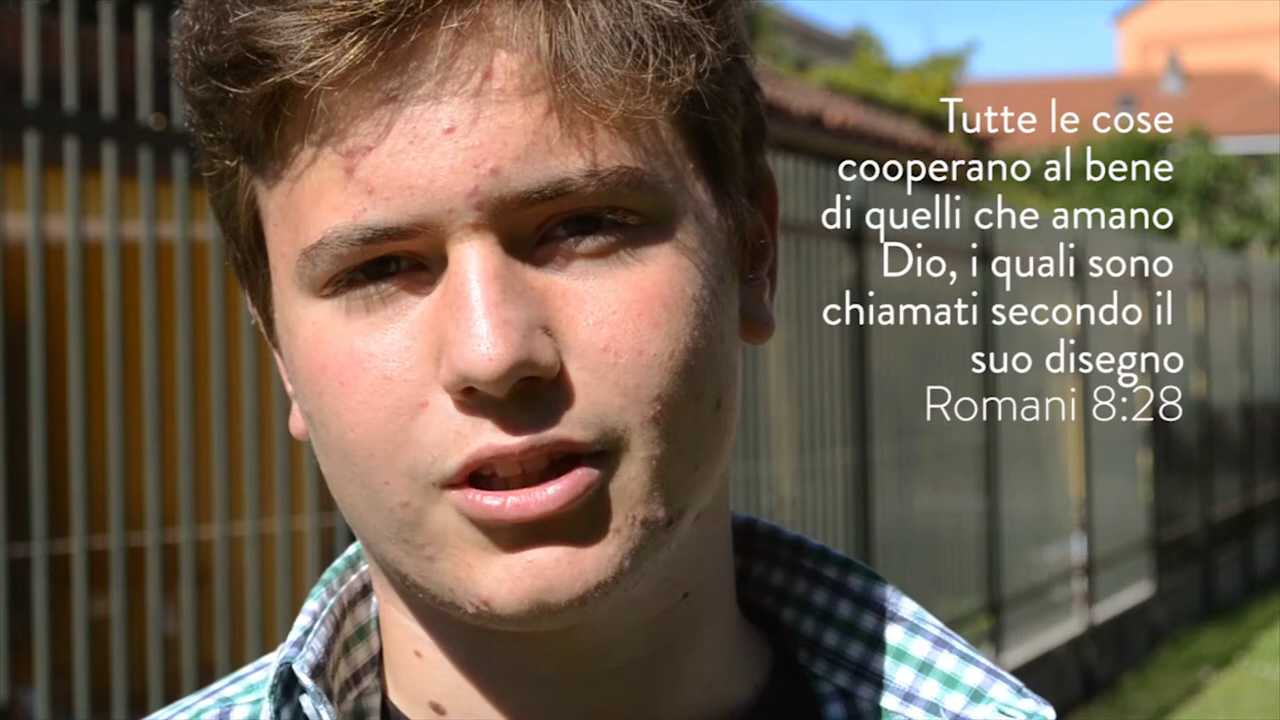 Tutte le cose
cooperano al bene
di quelli che amano
Dio, i quali sono
chiamati secondo il
suo disegno
Romani 8:28